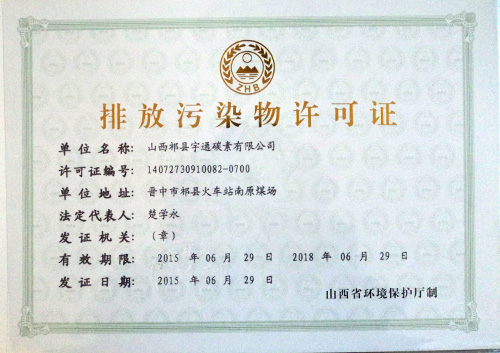 ZHB
排放污染物许可证
单位名称: 山西祁县宇通碳素有限公司
许可证编号: 14072730910082-0700
单位地址: 晋中市祁县火车站南原煤场
法定代表人: 楚学永
发证机关: (章)
有效期限: 2015 年 06 月 29 日 2018 年 06 月 29 日
发证日期: 2015 年 06 月 29 日
山西省环境保护厅制